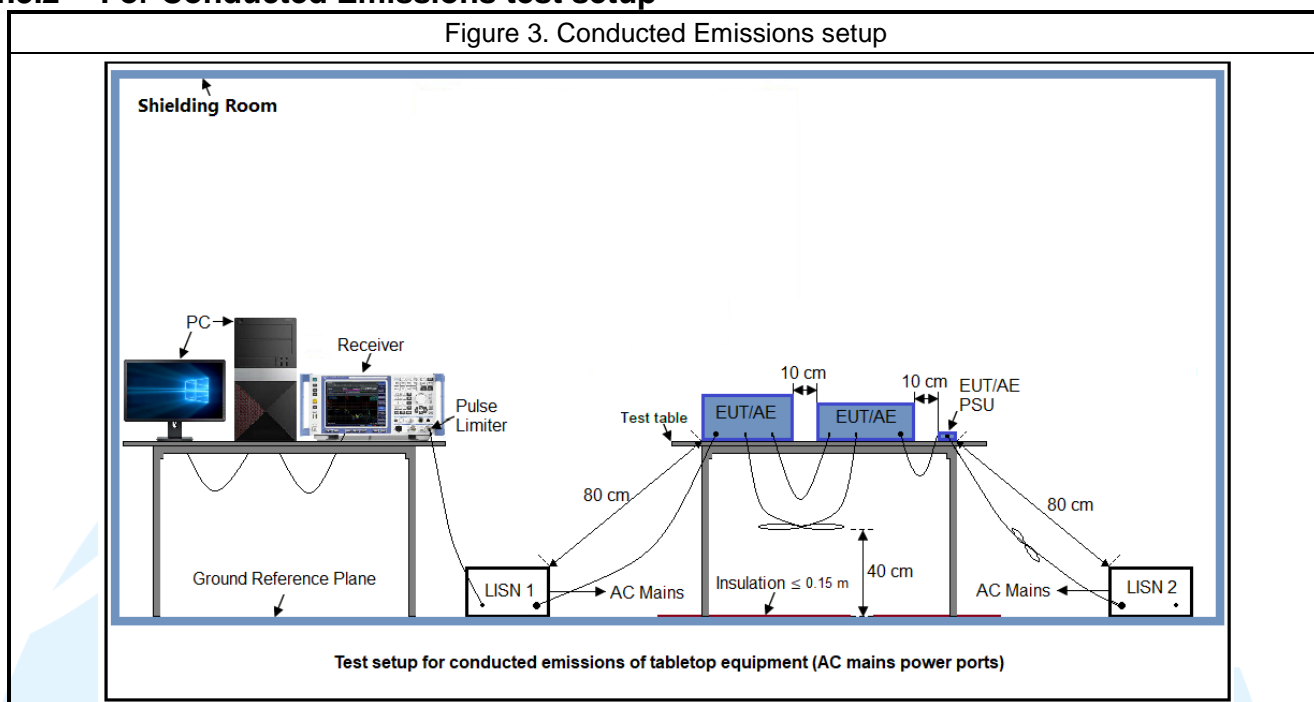 Figure 3. Conducted Emissions setup
Shielding Room
PC
Receiver
Pulse
Limiter
Test table
EUT/AE
10 cm
EUT/AE
10 cm
EUT/AE
PSU
80 cm
80 cm
Ground Reference Plane
LISN 1
AC Mains
Insulation ≤ 0.15 m
40 cm
AC Mains
LISN 2
Test setup for conducted emissions of tabletop equipment (AC mains power ports)